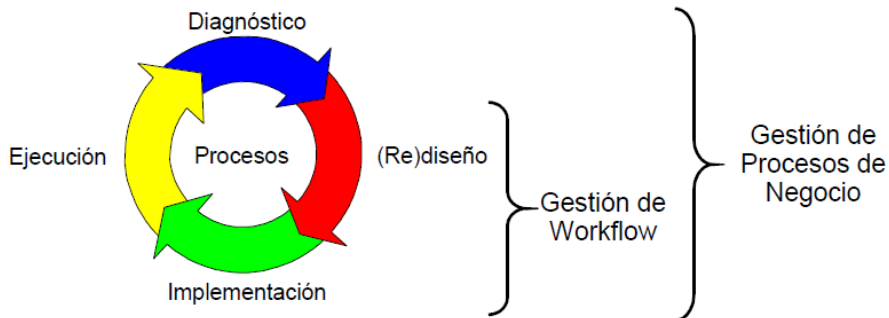 Diagnóstico
Ejecución
Procesos
(Re)diseño
Implementación
Gestión de
Workflow
Gestión de
Procesos de
Negocio